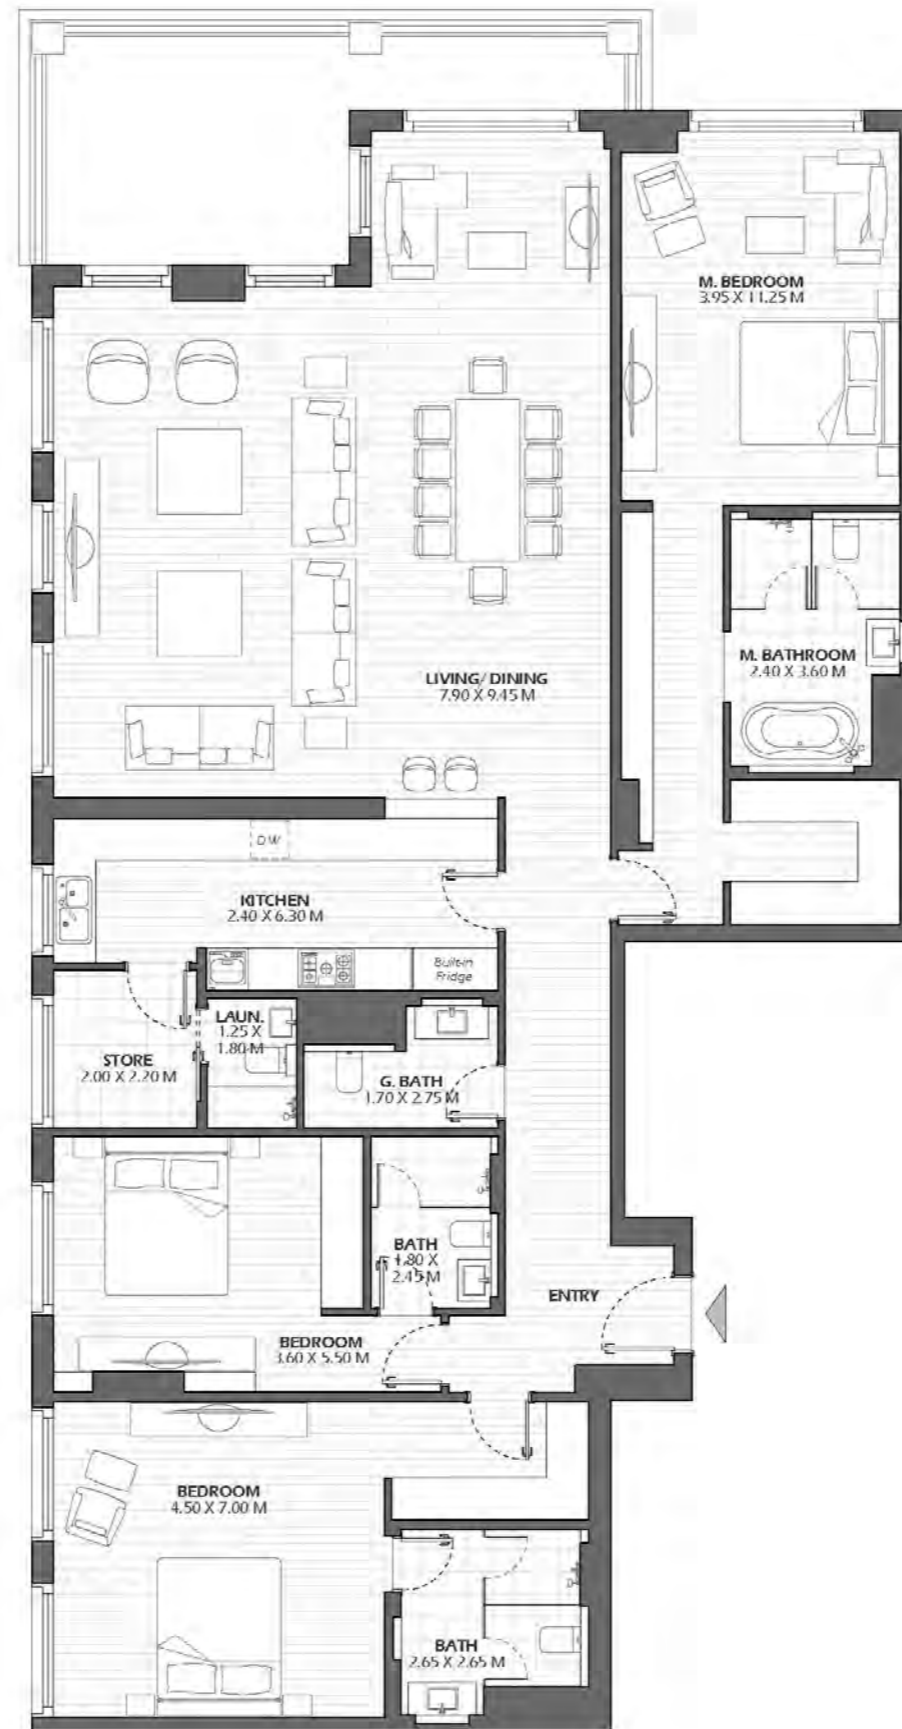 M. BEDROOM
3.95 X 11.25 M
M. BATHROOM
2.40 X 3.60 M
LIVING/ DINING
7.90 X 9.45 M
DW
KITCHEN
2.40 X 6.30 M
Built-in
Fridge
LAUN.
1.25 X
1.80 M
STORE
2.00 X 2.20 M
G. BATH
1.70 X 2.75 M
BATH
1.80 X
2.45 M
ENTRY
BEDROOM
3.60 X 5.50 M
BEDROOM
4.50 X 7.00 M
BATH
2.65 X 2.65 M